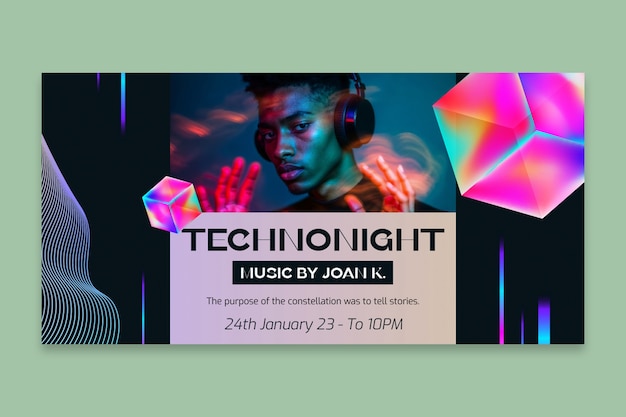 TECHNONIGHT
MUSIC BY JOAN K.
The purpose of the constellation was to tell stories.
24th January 23 - To 10PM